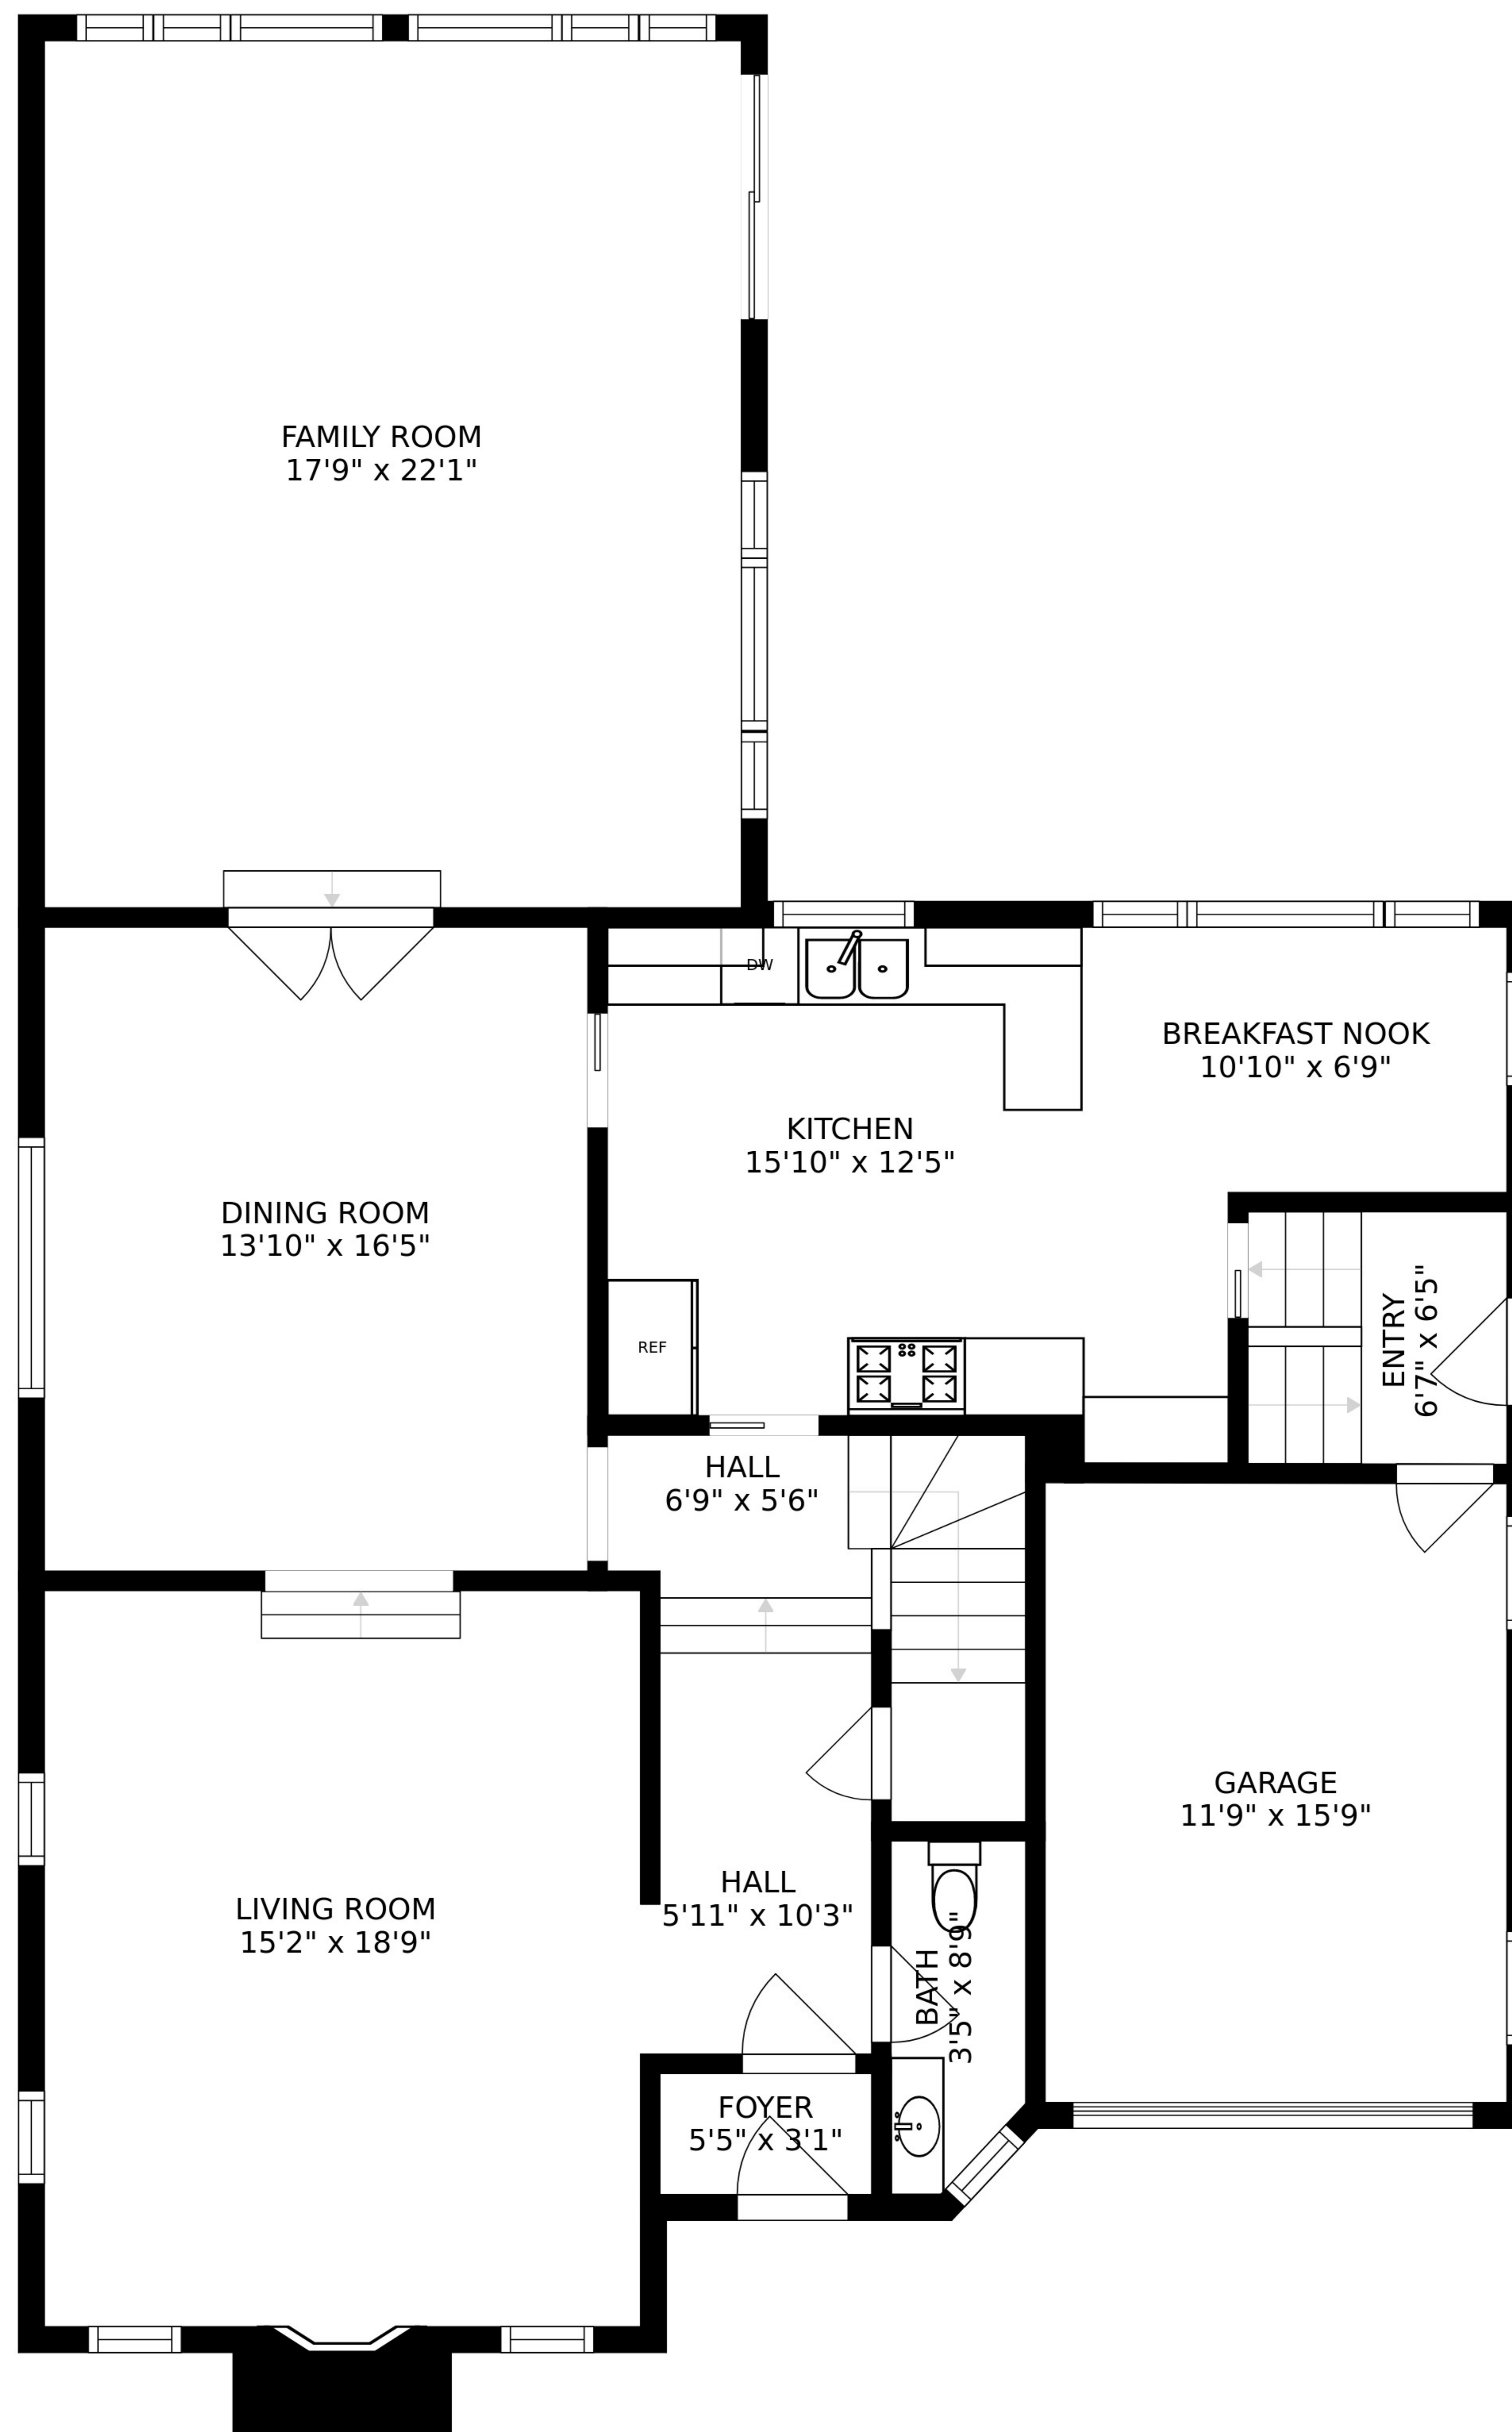 FAMILY ROOM
17'9" x 22'1"
DW
BREAKFAST NOOK
10'10" x 6'9"
KITCHEN
15'10" x 12'5"
DINING ROOM
13'10" x 16'5"
REF
ENTRY
6'7" x 6'5"
HALL
6'9" x 5'6"
GARAGE
11'9" x 15'9"
HALL
5'11" x 10'3"
LIVING ROOM
15'2" x 18'9"
BATH
3'5" x 8'9"
FOYER
5'5" x 3'1"